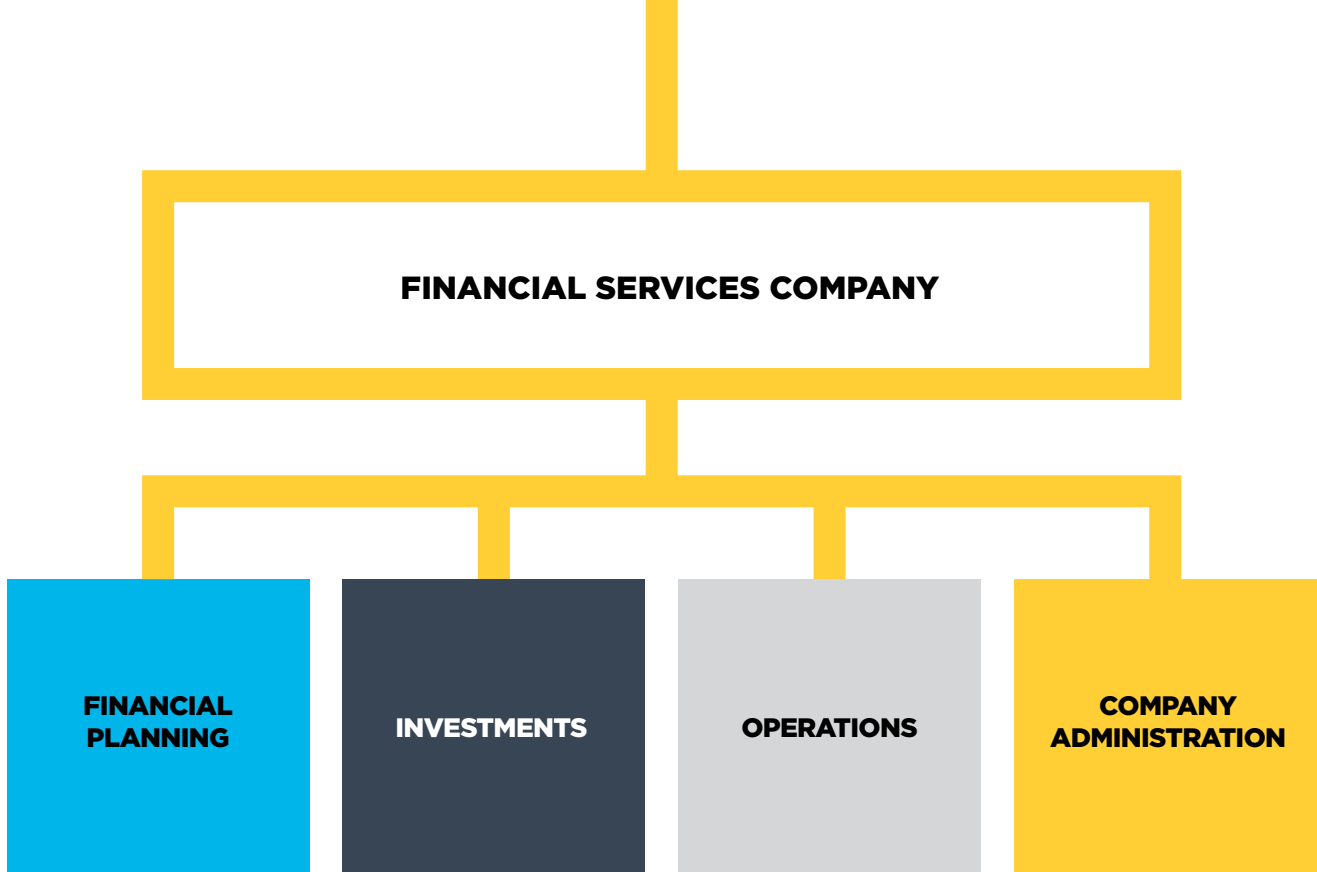 FINANCIAL SERVICES COMPANY
FINANCIAL
PLANNING
INVESTMENTS
OPERATIONS
COMPANY
ADMINISTRATION